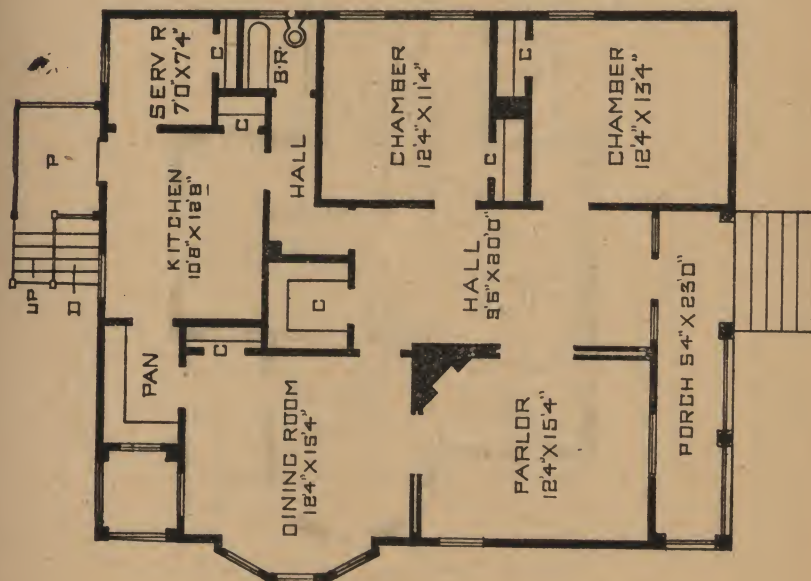 SERV R
7'0"X7'4"
C
B.R.
C
CHAMBER
12'4"X11'4"
C
C
CHAMBER
12'4"X13'4"
P
UP
D
KITCHEN
10'8"X12'8"
HALL
HALL
9'6"X20'0"
C
PAN
C
DINING ROOM
12'4"X15'4"
PARLOR
12'4"X15'4"
PORCH 5'4"X23'0"